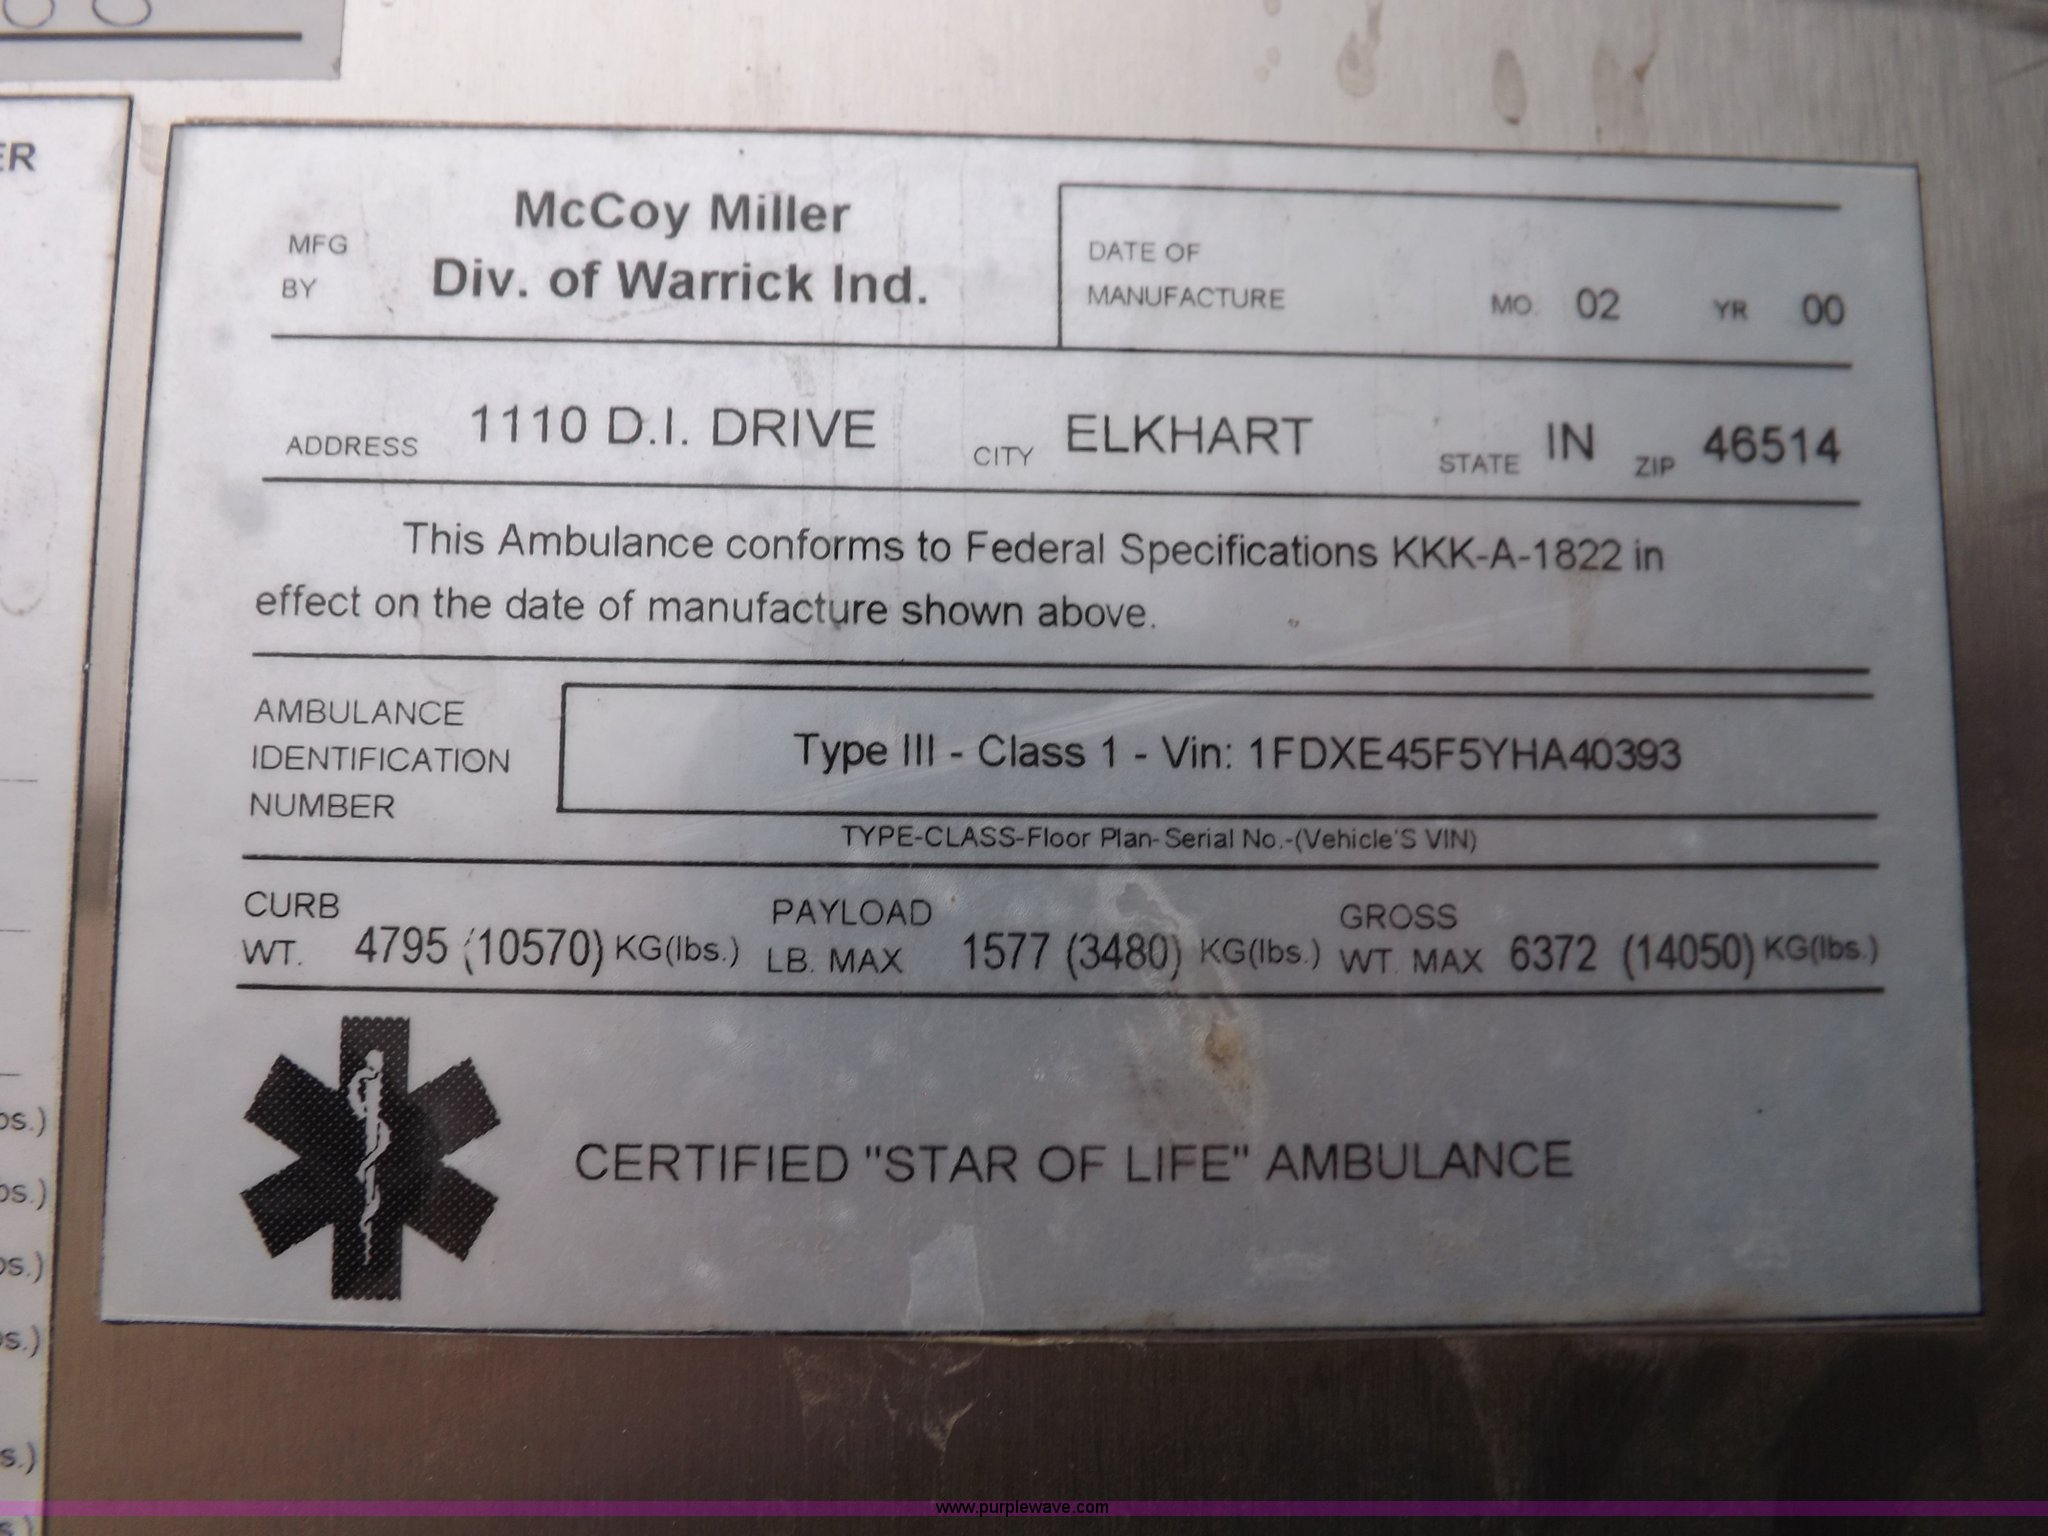 ER
McCoy Miller
MFG
BY
Div. of Warrick Ind.
DATE OF
MANUFACTURE
MO. 02 YR 00
ADDRESS 1110 D.I. DRIVE CITY ELKHART STATE IN ZIP 46514
This Ambulance conforms to Federal Specifications KKK-A-1822 in
effect on the date of manufacture shown above.
AMBULANCE
IDENTIFICATION
NUMBER
Type III - Class 1 - Vin: 1FDXE45F5YHA40393
TYPE-CLASS-Floor Plan-Serial No.-(Vehicle'S VIN)
CURB
WT. 4795 (10570) KG(lbs.)
PAYLOAD
LB. MAX 1577 (3480) KG(lbs.)
GROSS
WT. MAX 6372 (14050) KG(lbs.)
CERTIFIED "STAR OF LIFE" AMBULANCE
www.purplewave.com